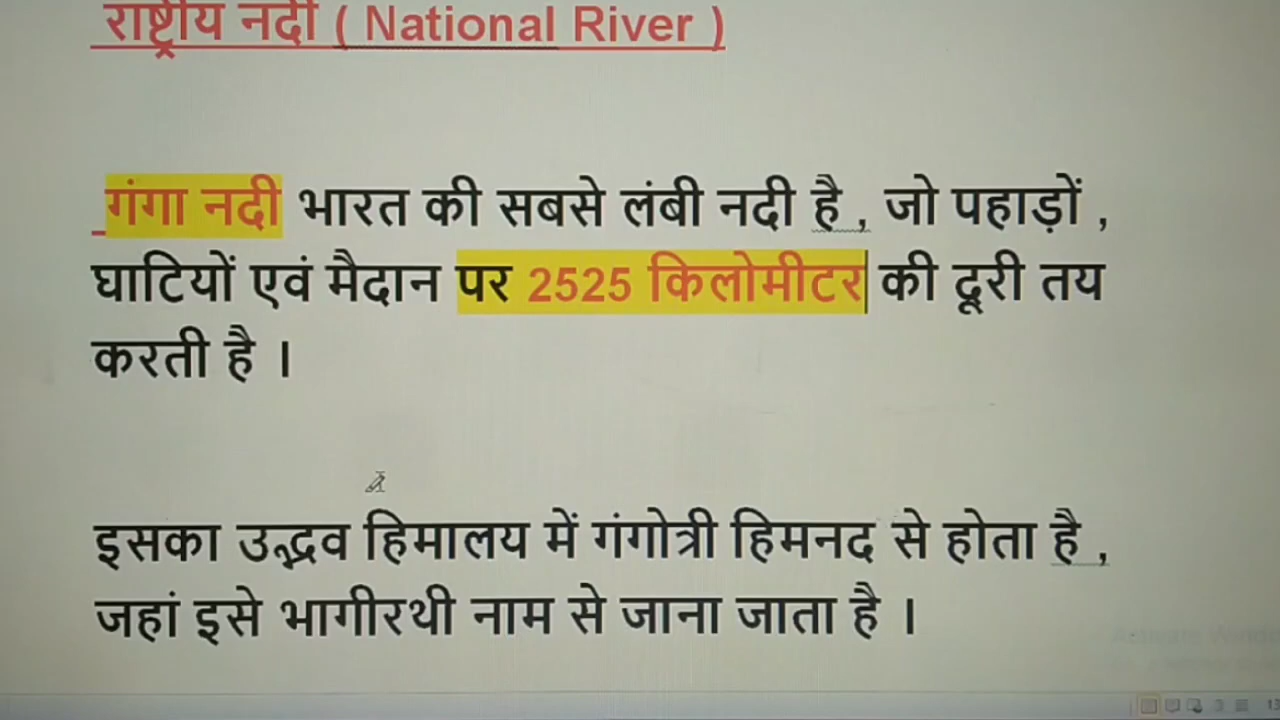 राष्ट्रीय नदी ( National River )
गंगा नदी भारत की सबसे लंबी नदी है , जो पहाड़ों ,
घाटियों एवं मैदान पर 2525 किलोमीटर की दूरी तय
करती है ।
इसका उद्भव हिमालय में गंगोत्री हिमनद से होता है ,
जहां इसे भागीरथी नाम से जाना जाता है ।